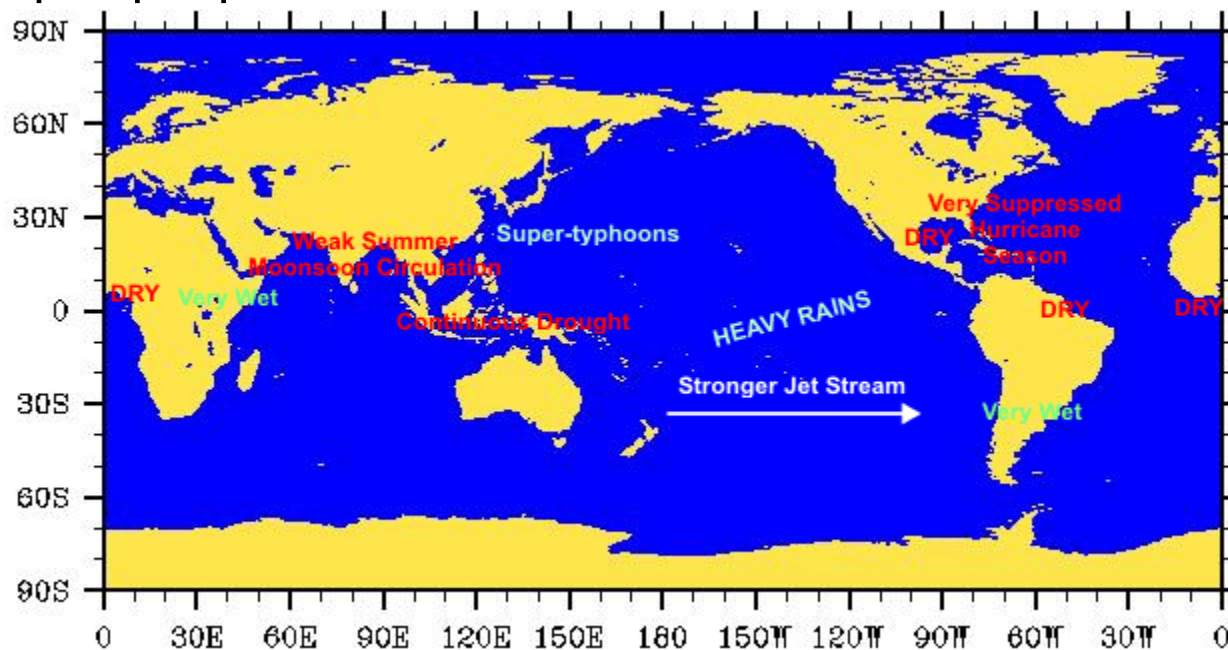 90N
60N
30N
0
30S
60S
90S
Very Suppressed
Hurricane
Season
DRY
Weak Summer
Moonsoon Circulation
Super-typhoons
DRY
Very Wet
Continuous Drought
HEAVY RAINS
DRY
DRY
Stronger Jet Stream
Very Wet
0 30E 60E 90E 120E 150E 180 150W 120W 90W 60W 30W 0